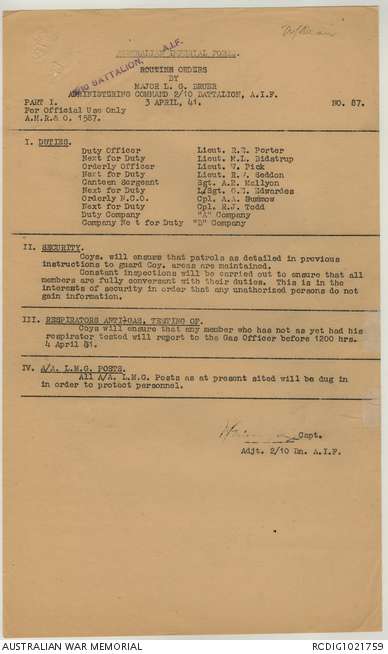 AUSTRALIAN IMPERIAL FORCE.
BATTALION, A.I.F.
ROUTINE ORDERS
BY
MAJOR L. G. BRUER
ADMINISTERING COMMAND 2/10 BATTALION, A.I.F.
PART I. 3 APRIL, 41. NO. 87.
For Official Use Only
A.M.R.& O. 1587.
I. DUTIES.
Duty Officer Lieut. R.E. Porter
Next for Duty Lieut. M.L. Bidstrup
Orderly Officer Lieut. W. Pick
Next for Duty Lieut. R. Seddon
Canteen Sergeant Sgt. A.R. Mallyon
Next for Duty L/Sgt. G.E. Edwardes
Orderly N.C.O. Cpl. A.A.
Next for Duty Cpl. R.J. Todd
Duty Company "A" Company
Company Next for Duty "D" Company
II. SECURITY.
Coys. will ensure that patrols as detailed in previous
instructions to guard Coy. areas are maintained.
Constant inspections will be carried out to ensure that all
members are fully conversant with their duties. This is in the
interests of security in order that any unathorised persons do not
gain information.
III. RESPIRATORS ANTI-GAS, TESTING OF.
Coys will ensure that any member who has not as yet had his
respirator tested will report to the Gas Officer before 1200 hrs.
4 April 41.
IV. A/A. L.M.G. POSTS.
All A/A. L.M.G. Posts as at present sited will be dug in
in order to protect personnel.
Capt.
Adjt. 2/10 Bn. A.I.F.
AUSTRALIAN WAR MEMORIAL RCDIG1021759